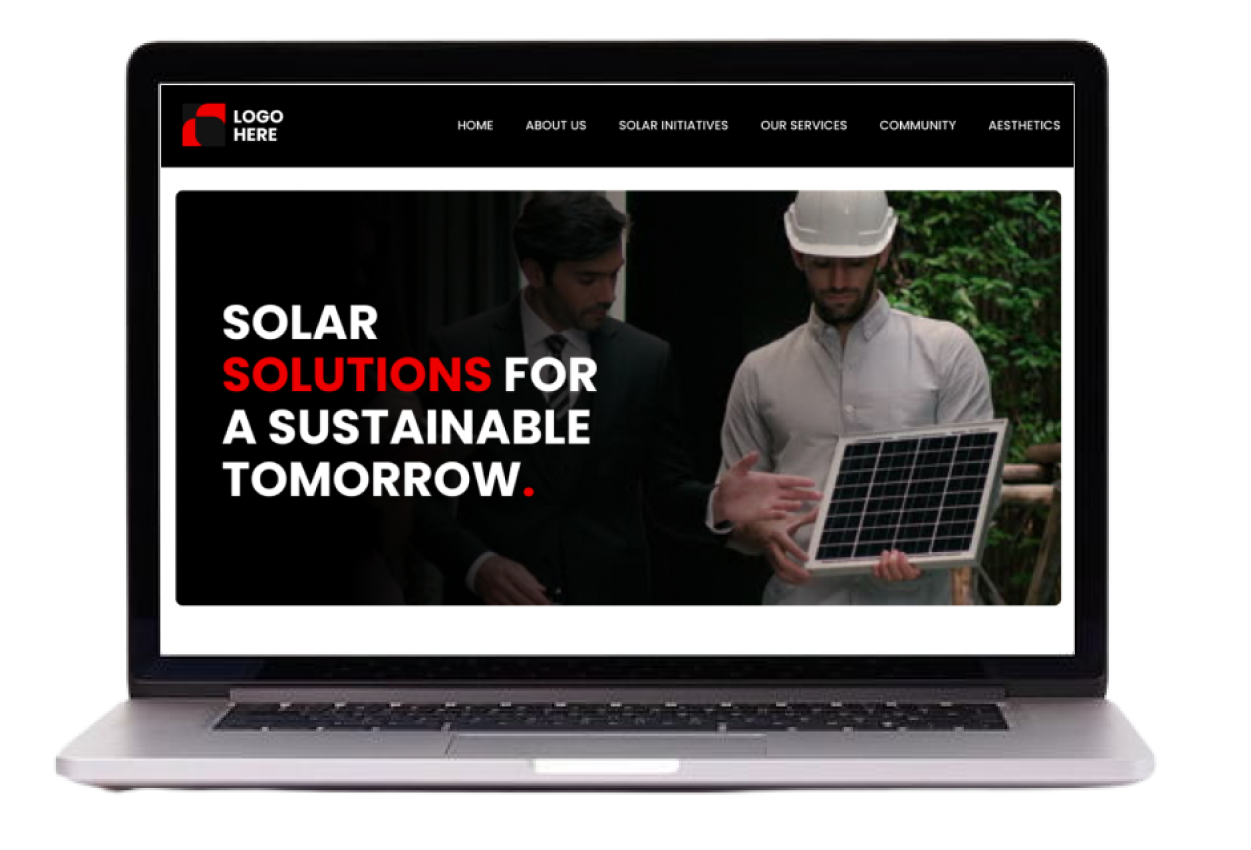 LOGO
HERE
HOME ABOUT US SOLAR INITIATIVES OUR SERVICES COMMUNITY AESTHETICS
SOLAR
SOLUTIONS FOR
A SUSTAINABLE
TOMORROW.